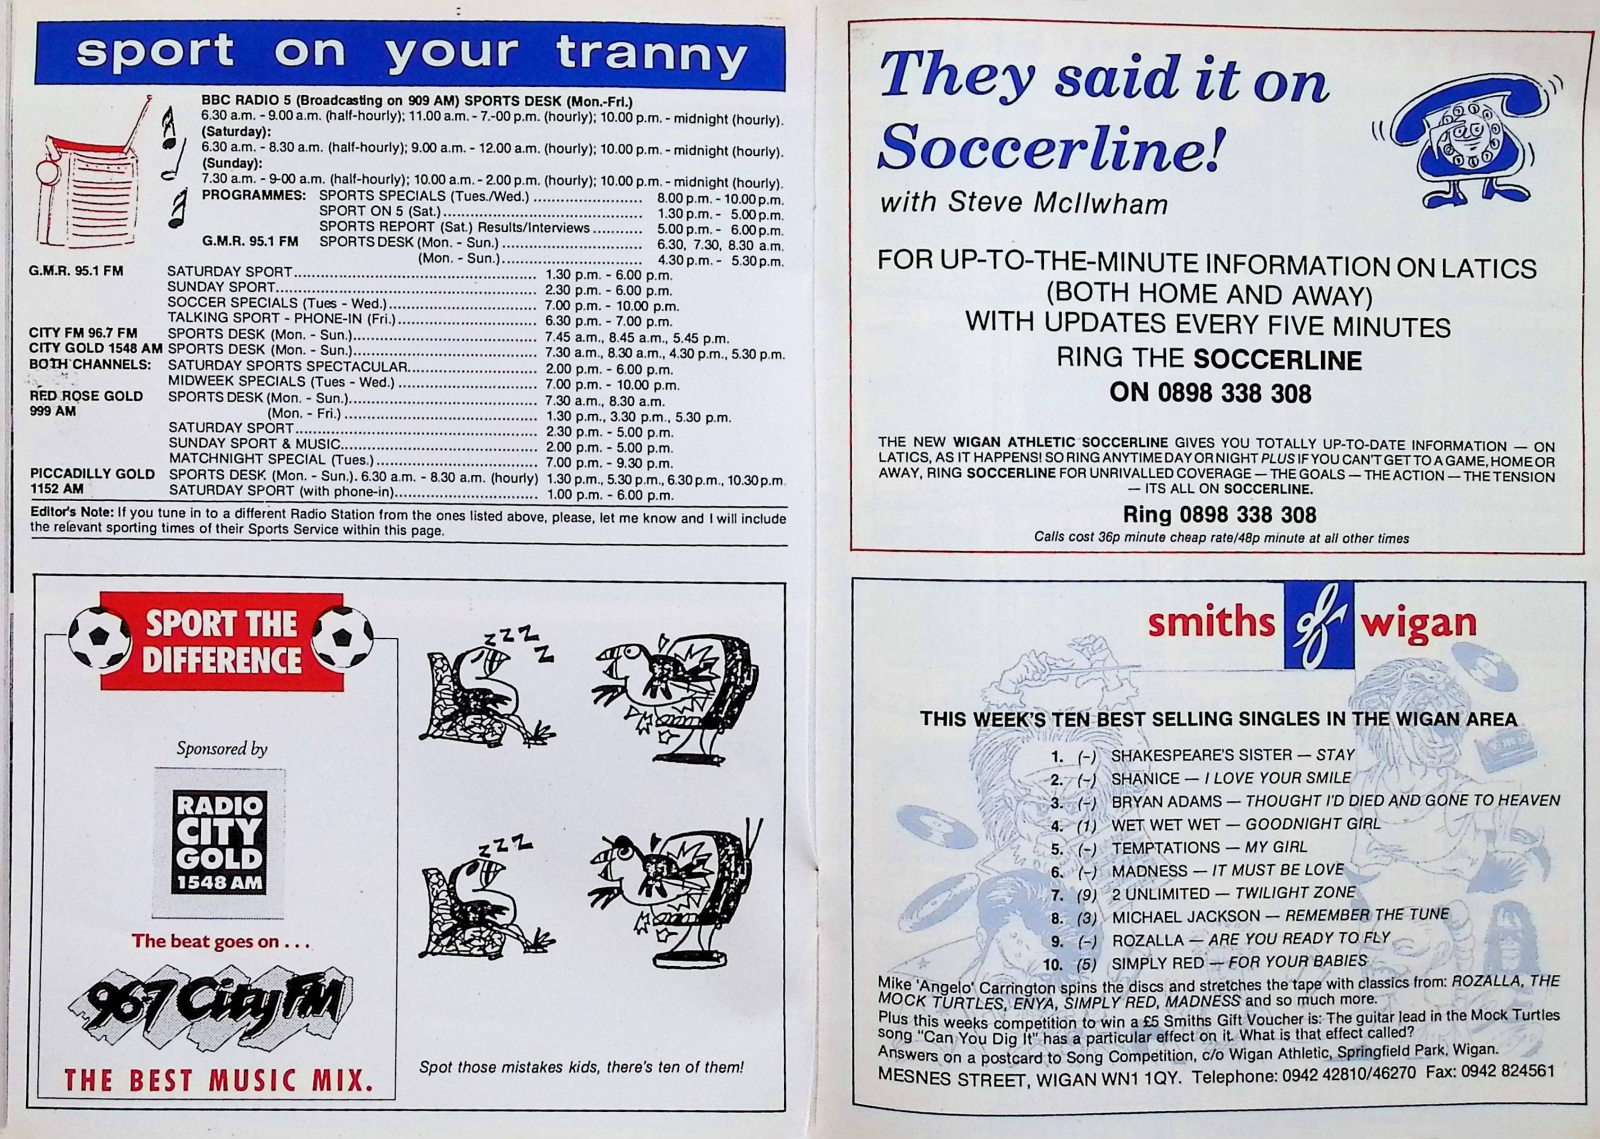 sport on your tranny
BBC RADIO 5 (Broadcasting on 909 AM) SPORTS DESK (Mon.-Fri.)
6.30 a.m. - 9.00 a.m. (half-hourly); 11.00 a.m. - 7.-00 p.m. (hourly); 10.00 p.m. - midnight (hourly).
(Saturday):
6.30 a.m. - 8.30 a.m. (half-hourly); 9.00 a.m. - 12.00 a.m. (hourly); 10.00 p.m. - midnight (hourly).
(Sunday):
7.30 a.m. - 9-00 a.m. (half-hourly); 10.00 a.m. - 2.00 p.m. (hourly); 10.00 p.m. - midnight (hourly).
PROGRAMMES: SPORTS SPECIALS (Tues./Wed.) ........................ 8.00 p.m. - 10.00 p.m.
SPORT ON 5 (Sat.)............................................ 1.30 p.m. - 5.00 p.m.
SPORTS REPORT (Sat.) Results/Interviews ........... 5.00 p.m. - 6.00 p.m.
G.M.R. 95.1 FM SPORTS DESK (Mon. - Sun.) ............................... 6.30, 7.30, 8.30 a.m.
(Mon. - Sun.) ............................... 4.30 p.m. - 5.30 p.m.
G.M.R. 95.1 FM SATURDAY SPORT...................................................... 1.30 p.m. - 6.00 p.m.
SUNDAY SPORT.......................................................... 2.30 p.m. - 6.00 p.m.
SOCCER SPECIALS (Tues - Wed.) ................................. 7.00 p.m. - 10.00 p.m.
TALKING SPORT - PHONE-IN (Fri.) ............................... 6.30 p.m. - 7.00 p.m.
CITY FM 96.7 FM SPORTS DESK (Mon. - Sun.) ........................................ 7.45 a.m., 8.45 a.m., 5.45 p.m.
CITY GOLD 1548 AM SPORTS DESK (Mon. - Sun.) ........................................ 7.30 a.m., 8.30 a.m., 4.30 p.m., 5.30 p.m.
BOTH CHANNELS: SATURDAY SPORTS SPECTACULAR............................ 2.00 p.m. - 6.00 p.m.
MIDWEEK SPECIALS (Tues - Wed.) ............................... 7.00 p.m. - 10.00 p.m.
RED ROSE GOLD SPORTS DESK (Mon. - Sun.)......................................... 7.30 a.m., 8.30 a.m.
999 AM (Mon. - Fri.) .......................................... 1.30 p.m., 3.30 p.m., 5.30 p.m.
SATURDAY SPORT...................................................... 2.30 p.m. - 5.00 p.m.
SUNDAY SPORT & MUSIC........................................... 2.00 p.m. - 5.00 p.m.
MATCHNIGHT SPECIAL (Tues.) .................................... 7.00 p.m. - 9.30 p.m.
PICCADILLY GOLD SPORTS DESK (Mon. - Sun.). 6.30 a.m. - 8.30 a.m. (hourly) 1.30 p.m., 5.30 p.m., 6.30 p.m., 10.30 p.m.
1152 AM SATURDAY SPORT (with phone-in)............................... 1.00 p.m. - 6.00 p.m.
Editor's Note: If you tune in to a different Radio Station from the ones listed above, please, let me know and I will include
the relevant sporting times of their Sports Service within this page.
SPORT THE
DIFFERENCE
Sponsored by
RADIO
CITY
GOLD
1548 AM
The beat goes on . . .
96.7 City FM
THE BEST MUSIC MIX.
ZZZZ
ZZZ
Spot those mistakes kids, there's ten of them!
They said it on
Soccerline!
with Steve McIlwham
FOR UP-TO-THE-MINUTE INFORMATION ON LATICS
(BOTH HOME AND AWAY)
WITH UPDATES EVERY FIVE MINUTES
RING THE SOCCERLINE
ON 0898 338 308
THE NEW WIGAN ATHLETIC SOCCERLINE GIVES YOU TOTALLY UP-TO-DATE INFORMATION — ON
LATICS, AS IT HAPPENS! SO RING ANYTIME DAY OR NIGHT PLUS IF YOU CAN'T GET TO A GAME, HOME OR
AWAY, RING SOCCERLINE FOR UNRIVALLED COVERAGE — THE GOALS — THE ACTION — THE TENSION
— ITS ALL ON SOCCERLINE.
Ring 0898 338 308
Calls cost 36p minute cheap rate/48p minute at all other times
smiths of wigan
THIS WEEK'S TEN BEST SELLING SINGLES IN THE WIGAN AREA
1. (-) SHAKESPEARE'S SISTER — STAY
2. (-) SHANICE — I LOVE YOUR SMILE
3. (-) BRYAN ADAMS — THOUGHT I'D DIED AND GONE TO HEAVEN
4. (1) WET WET WET — GOODNIGHT GIRL
5. (-) TEMPTATIONS — MY GIRL
6. (-) MADNESS — IT MUST BE LOVE
7. (9) 2 UNLIMITED — TWILIGHT ZONE
8. (3) MICHAEL JACKSON — REMEMBER THE TUNE
9. (-) ROZALLA — ARE YOU READY TO FLY
10. (5) SIMPLY RED — FOR YOUR BABIES
Mike 'Angelo' Carrington spins the discs and stretches the tape with classics from: ROZALLA, THE
MOCK TURTLES, ENYA, SIMPLY RED, MADNESS and so much more.
Plus this weeks competition to win a £5 Smiths Gift Voucher is: The guitar lead in the Mock Turtles
song "Can You Dig It" has a particular effect on it. What is that effect called?
Answers on a postcard to Song Competition, c/o Wigan Athletic, Springfield Park, Wigan.
MESNES STREET, WIGAN WN1 1QY. Telephone: 0942 42810/46270 Fax: 0942 824561